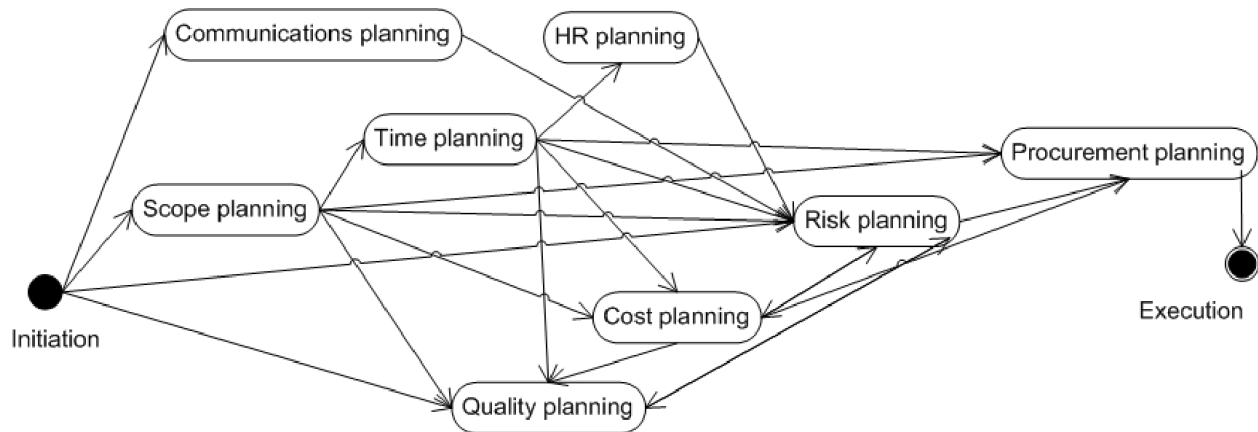 Communications planning
HR planning
Time planning
Procurement planning
Scope planning
Risk planning
Initiation
Cost planning
Execution
Quality planning